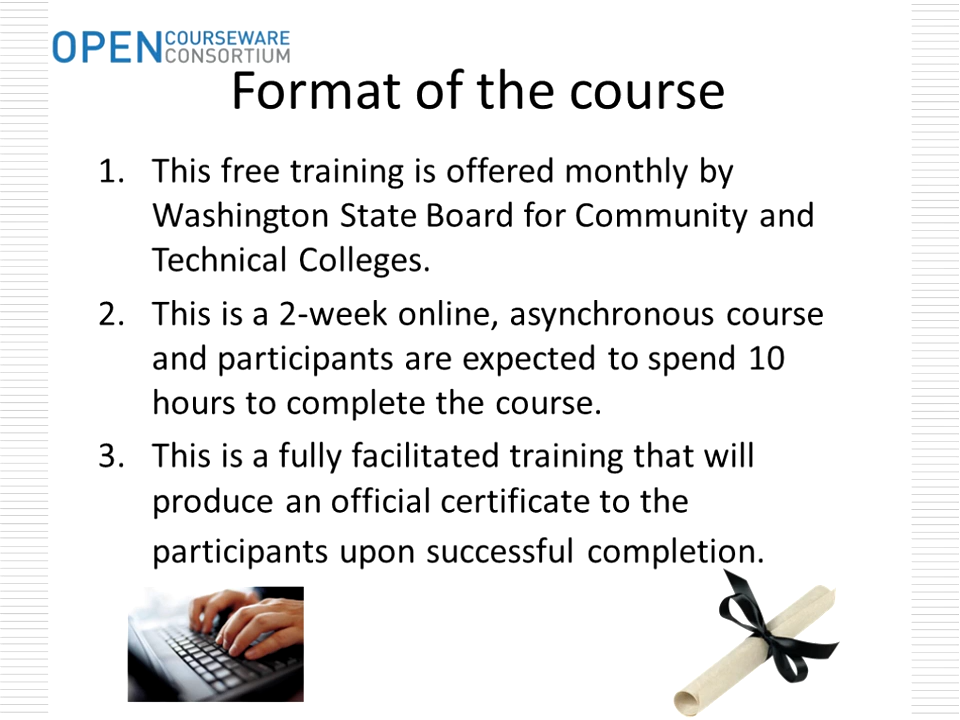 OPEN COURSEWARE
CONSORTIUM
Format of the course
1. This free training is offered monthly by
Washington State Board for Community and
Technical Colleges.
2. This is a 2-week online, asynchronous course
and participants are expected to spend 10
hours to complete the course.
3. This is a fully facilitated training that will
produce an official certificate to the
participants upon successful completion.